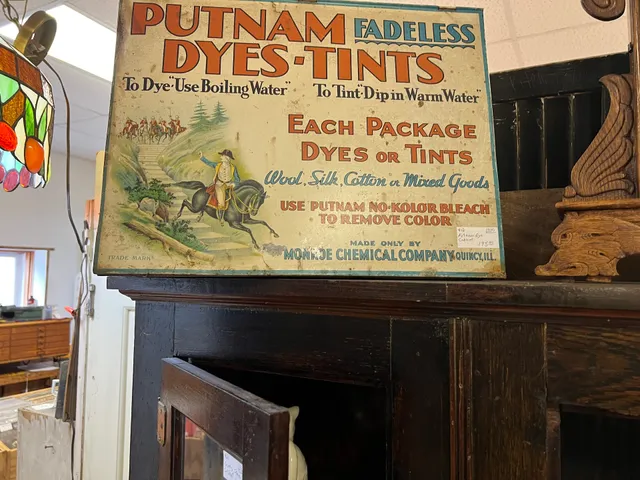 PUTNAM FADELESS
DYES-TINTS
To Dye "Use Boiling Water" To Tint "Dip in Warm Water"
EACH PACKAGE
DYES OR TINTS
Wool, Silk, Cotton or Mixed Goods
USE PUTNAM NO-KOLOR BLEACH
TO REMOVE COLOR
MADE ONLY BY
MONROE CHEMICAL COMPANY QUINCY, ILL.
TRADE MARK